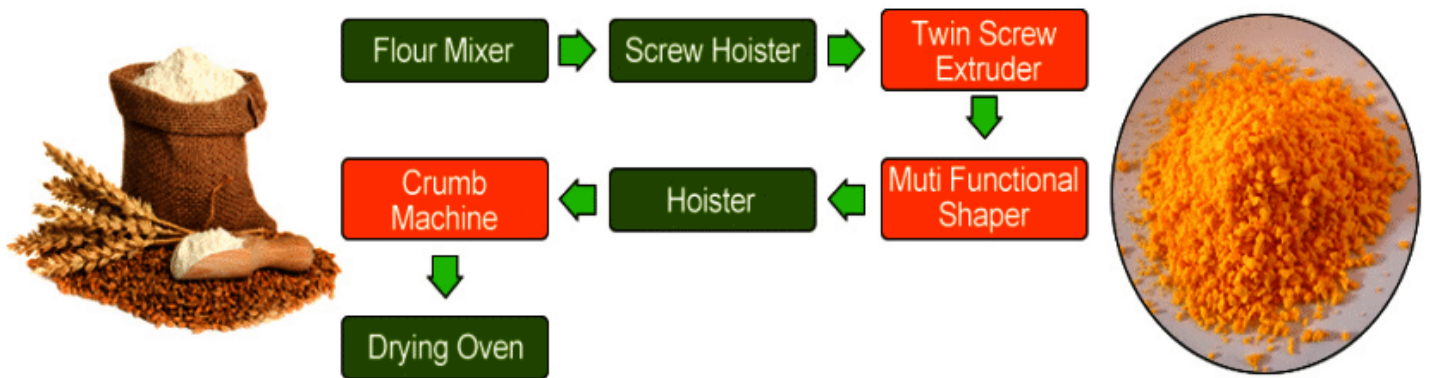 Flour Mixer
Screw Hoister
Twin Screw
Extruder
Muti Functional
Shaper
Hoister
Crumb
Machine
Drying Oven